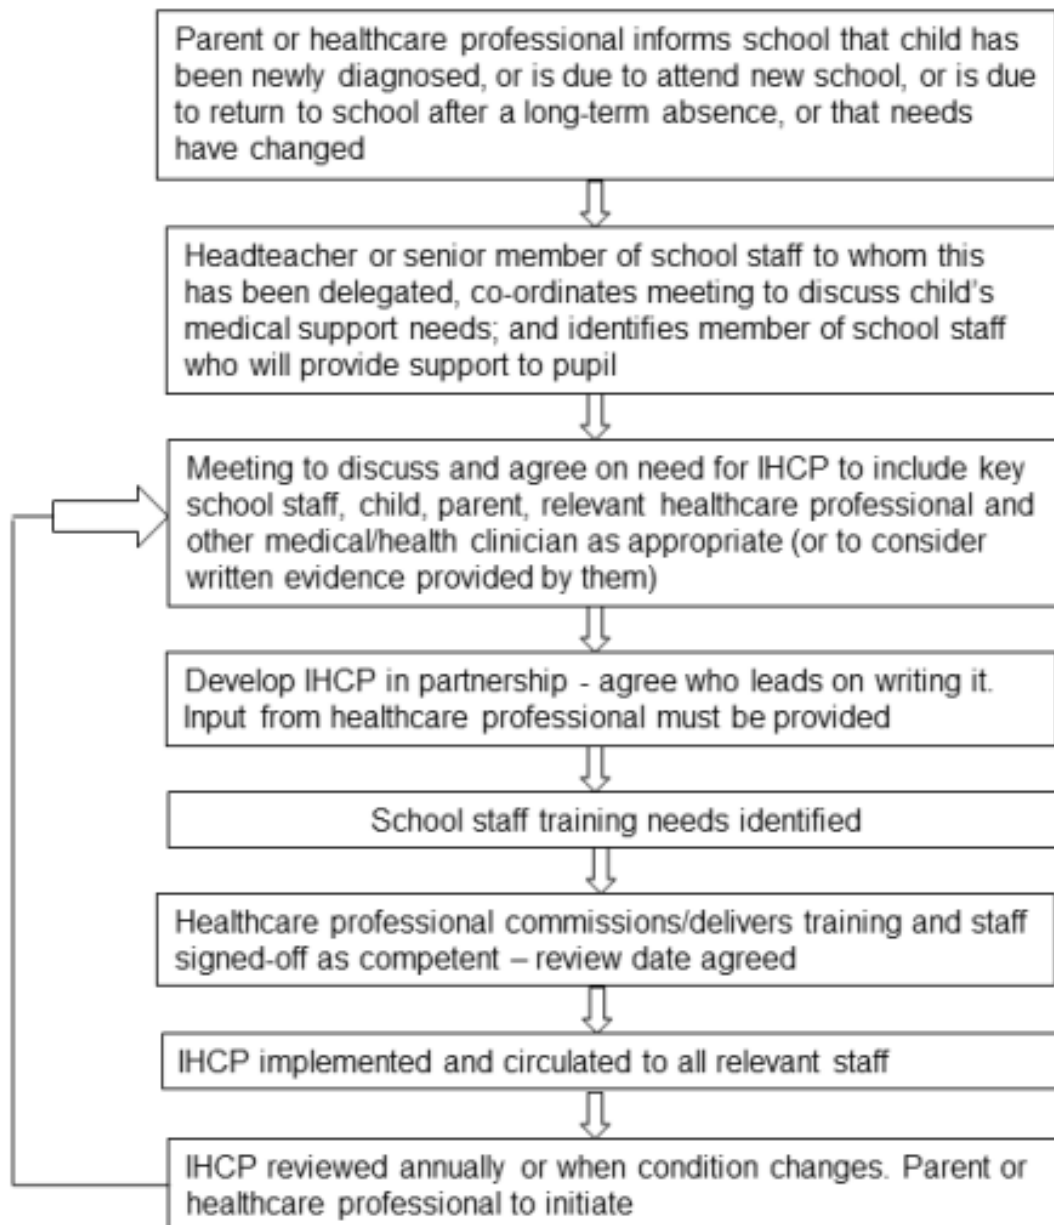 Parent or healthcare professional informs school that child has
been newly diagnosed, or is due to attend new school, or is due
to return to school after a long-term absence, or that needs
have changed
Headteacher or senior member of school staff to whom this
has been delegated, co-ordinates meeting to discuss child's
medical support needs; and identifies member of school staff
who will provide support to pupil
Meeting to discuss and agree on need for IHCP to include key
school staff, child, parent, relevant healthcare professional and
other medical/health clinician as appropriate (or to consider
written evidence provided by them)
Develop IHCP in partnership - agree who leads on writing it.
Input from healthcare professional must be provided
School staff training needs identified
Healthcare professional commissions/delivers training and staff
signed-off as competent – review date agreed
IHCP implemented and circulated to all relevant staff
IHCP reviewed annually or when condition changes. Parent or
healthcare professional to initiate